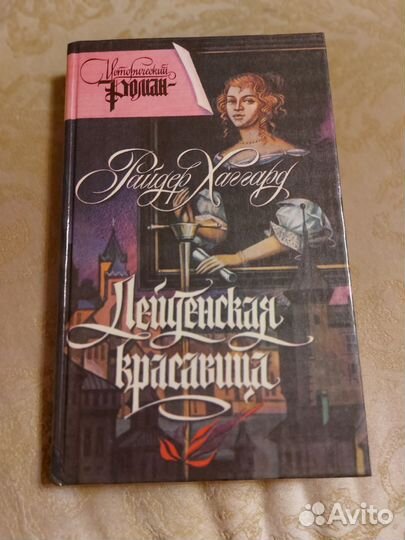 Исторический
роман
Райдер Хаггард
Лейденская
красавица
Avito